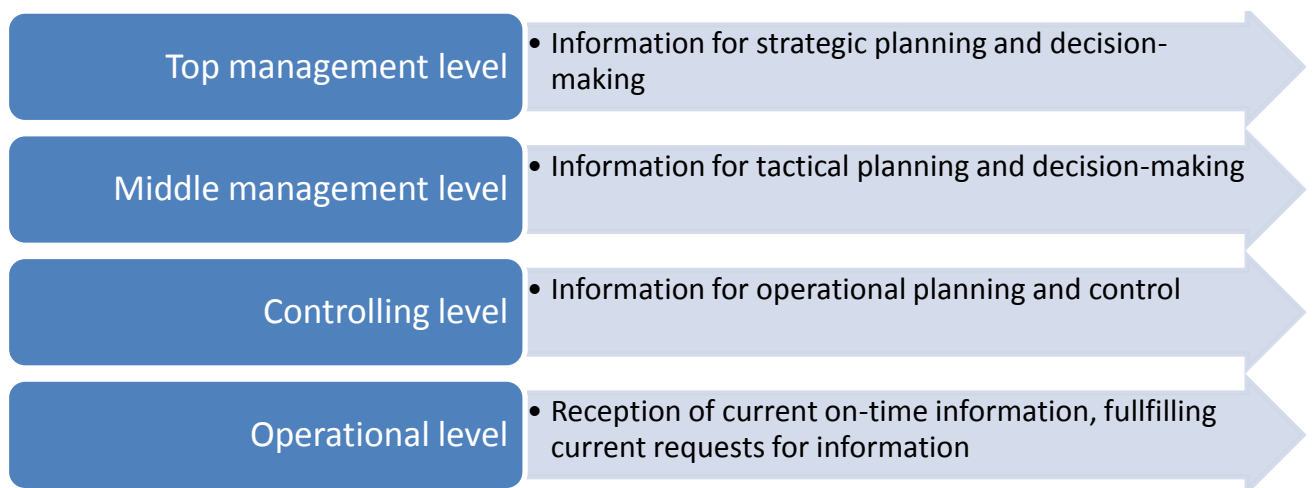 Top management level
• Information for strategic planning and decision-
making
Middle management level
• Information for tactical planning and decision-making
Controlling level
• Information for operational planning and control
Operational level
• Reception of current on-time information, fullfilling
current requests for information